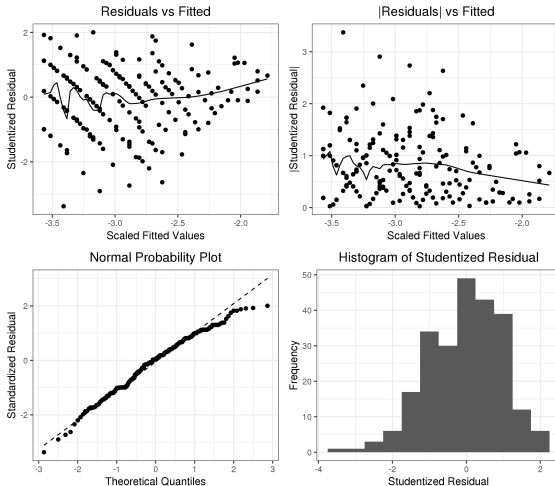 Residuals vs Fitted
2
0
-2
Studentized Residual
-3.5
-3.0
-2.5
-2.0
Scaled Fitted Values
|Residuals| vs Fitted
3
2
1
0
|Studentized Residual|
-3.5
-3.0
-2.5
-2.0
Scaled Fitted Values
Normal Probability Plot
2
0
-2
Standardized Residual
-3
-2
-1
0
1
2
3
Theoretical Quantiles
Histogram of Studentized Residual
50
40
30
20
10
0
Frequency
-4
-2
0
2
Studentized Residual